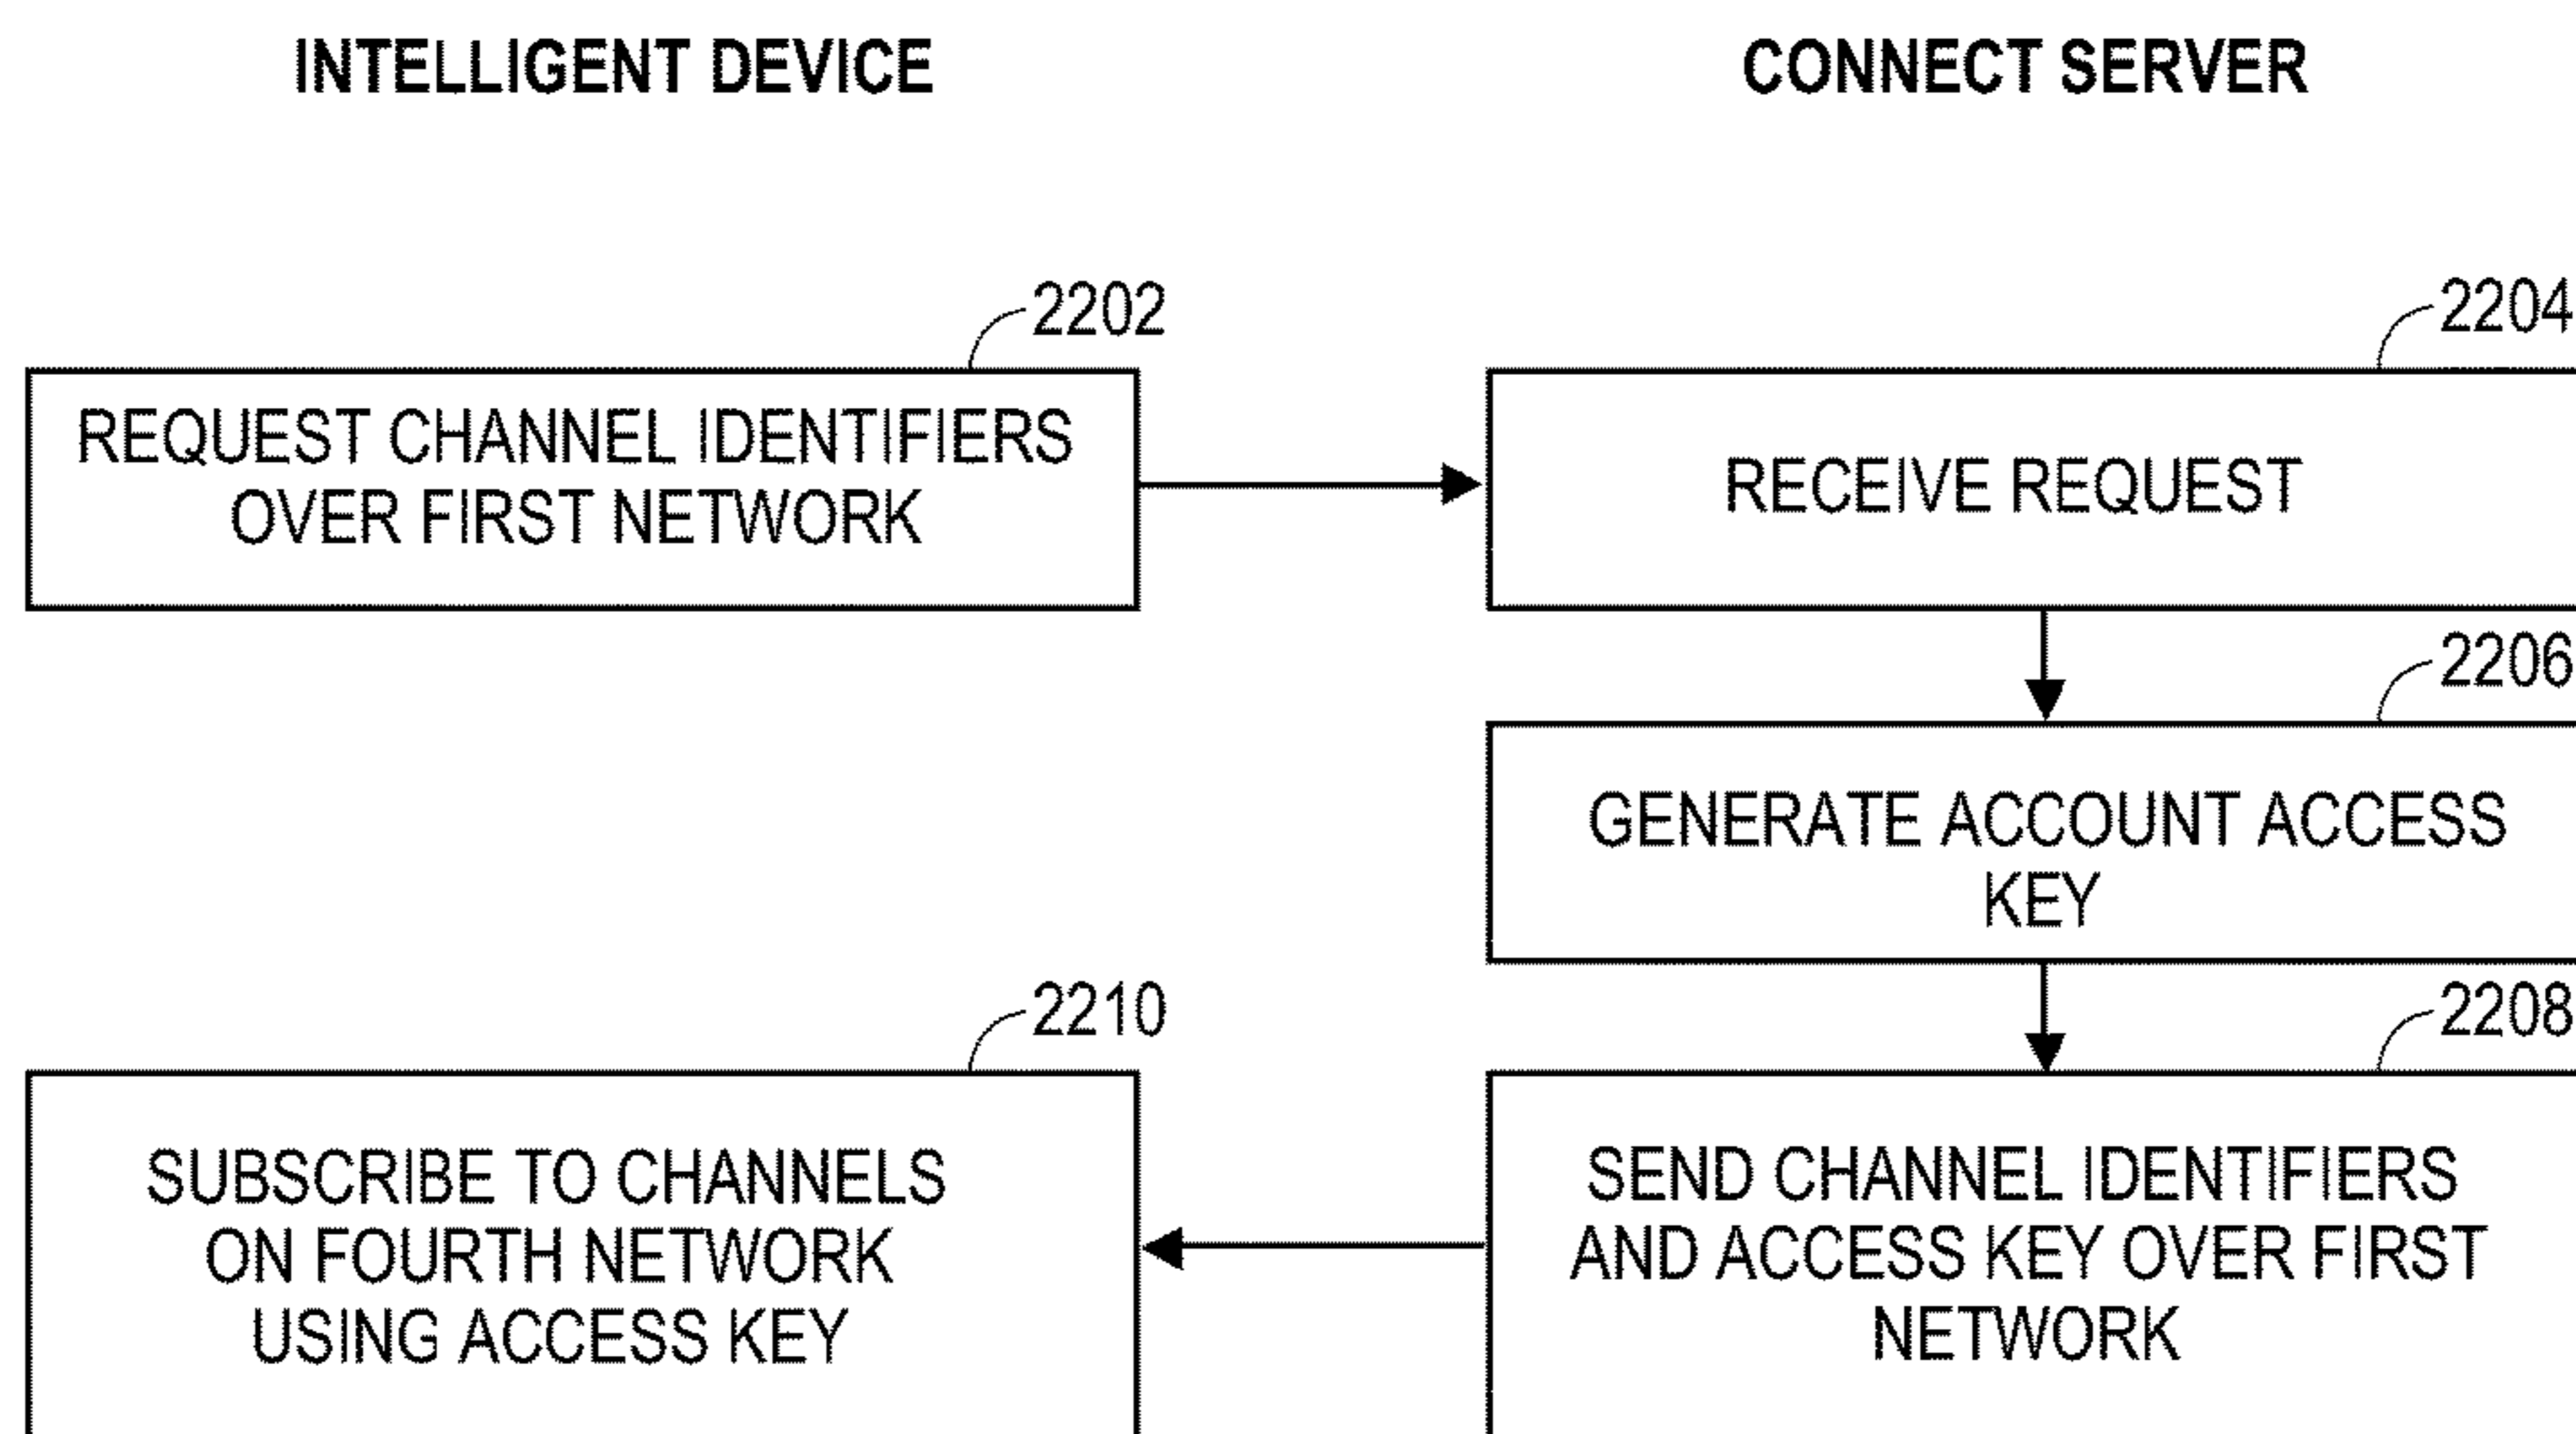 INTELLIGENT DEVICE
CONNECT SERVER
2202
2204
REQUEST CHANNEL IDENTIFIERS
OVER FIRST NETWORK
RECEIVE REQUEST
2206
GENERATE ACCOUNT ACCESS
KEY
2210
2208
SUBSCRIBE TO CHANNELS
ON FOURTH NETWORK
USING ACCESS KEY
SEND CHANNEL IDENTIFIERS
AND ACCESS KEY OVER FIRST
NETWORK